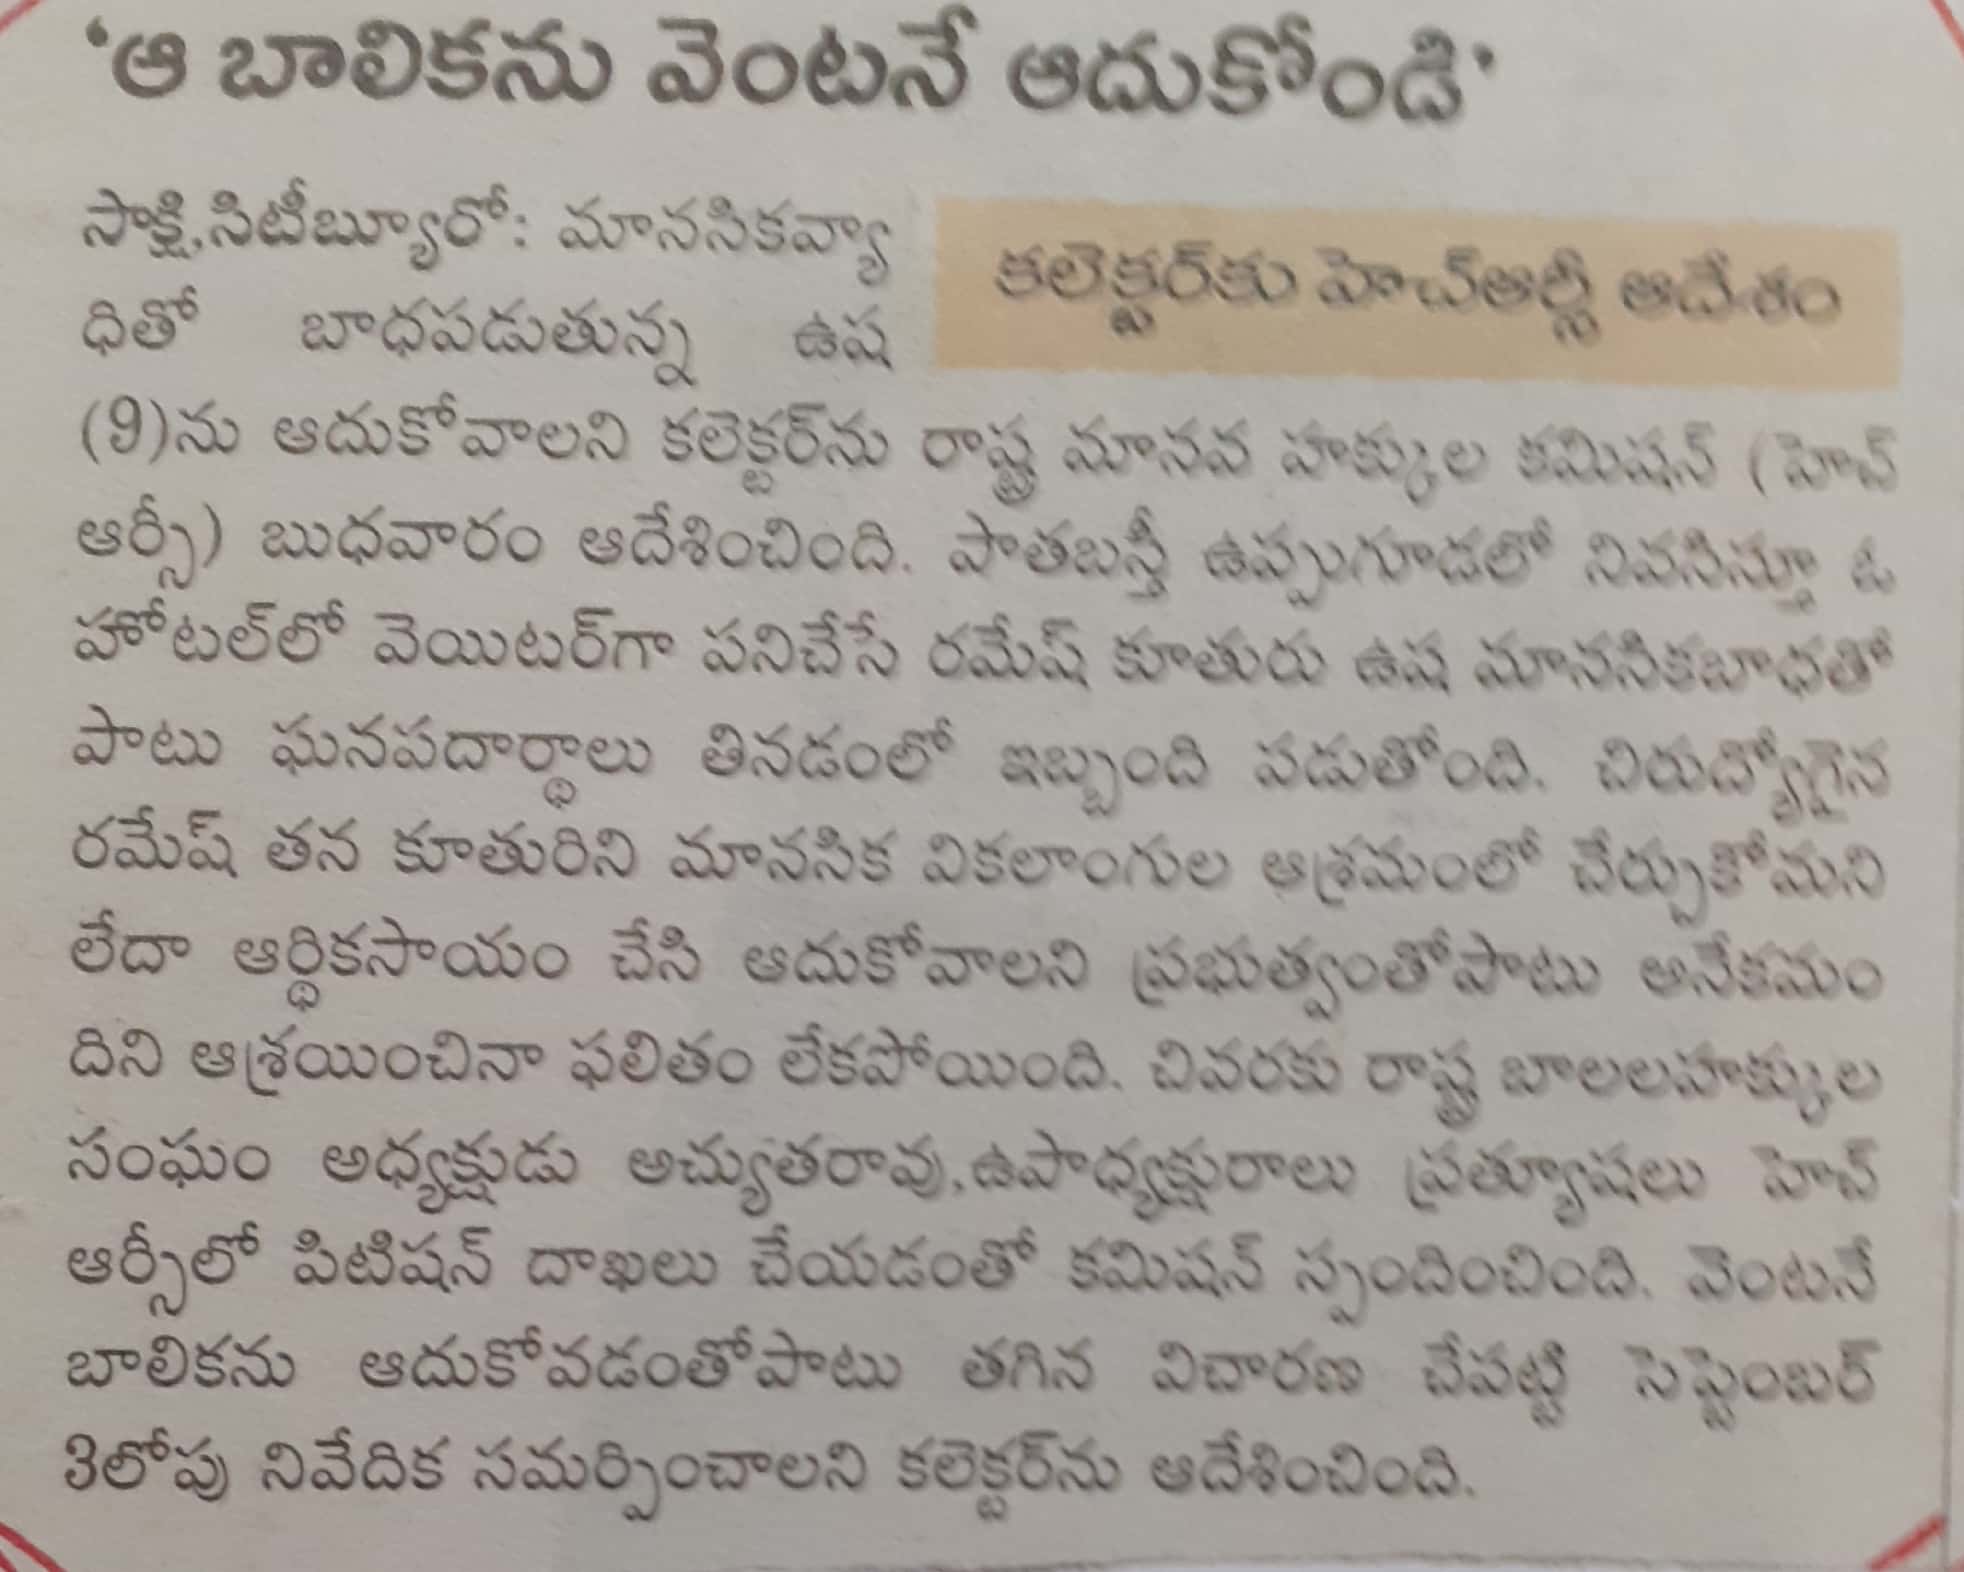 ‘ఆ బాలికను వెంటనే ఆదుకోండి’
సాక్షి,సిటీబ్యూరో: మానసికవ్యా
కలెక్టర్‌కు హెచ్ఆర్సీ ఆదేశం
ధితో బాధపడుతున్న ఉష
(9)ను ఆదుకోవాలని కలెక్టర్‌ను రాష్ట్ర మానవ హక్కుల కమిషన్ (హెచ్
ఆర్సీ) బుధవారం ఆదేశించింది. పాతబస్తీ ఉప్పుగూడలో నివసిస్తూ ఓ
హోటల్‌లో వెయిటర్‌గా పనిచేసే రమేష్ కూతురు ఉష మానసికబాధతో
పాటు ఘనపదార్థాలు తినడంలో ఇబ్బంది పడుతోంది. చిరుద్యోగైన
రమేష్ తన కూతురిని మానసిక వికలాంగుల ఆశ్రమంలో చేర్చుకోమని
లేదా ఆర్థికసాయం చేసి ఆదుకోవాలని ప్రభుత్వంతోపాటు అనేకమం
దిని ఆశ్రయించినా ఫలితం లేకపోయింది. చివరకు రాష్ట్ర బాలలహక్కుల
సంఘం అధ్యక్షుడు అచ్యుతరావు,ఉపాధ్యక్షురాలు ప్రత్యూషలు హెచ్
ఆర్సీలో పిటిషన్ దాఖలు చేయడంతో కమిషన్ స్పందించింది. వెంటనే
బాలికను ఆదుకోవడంతోపాటు తగిన విచారణ చేపట్టి సెప్టెంబర్
3లోపు నివేదిక సమర్పించాలని కలెక్టర్‌ను ఆదేశించింది.